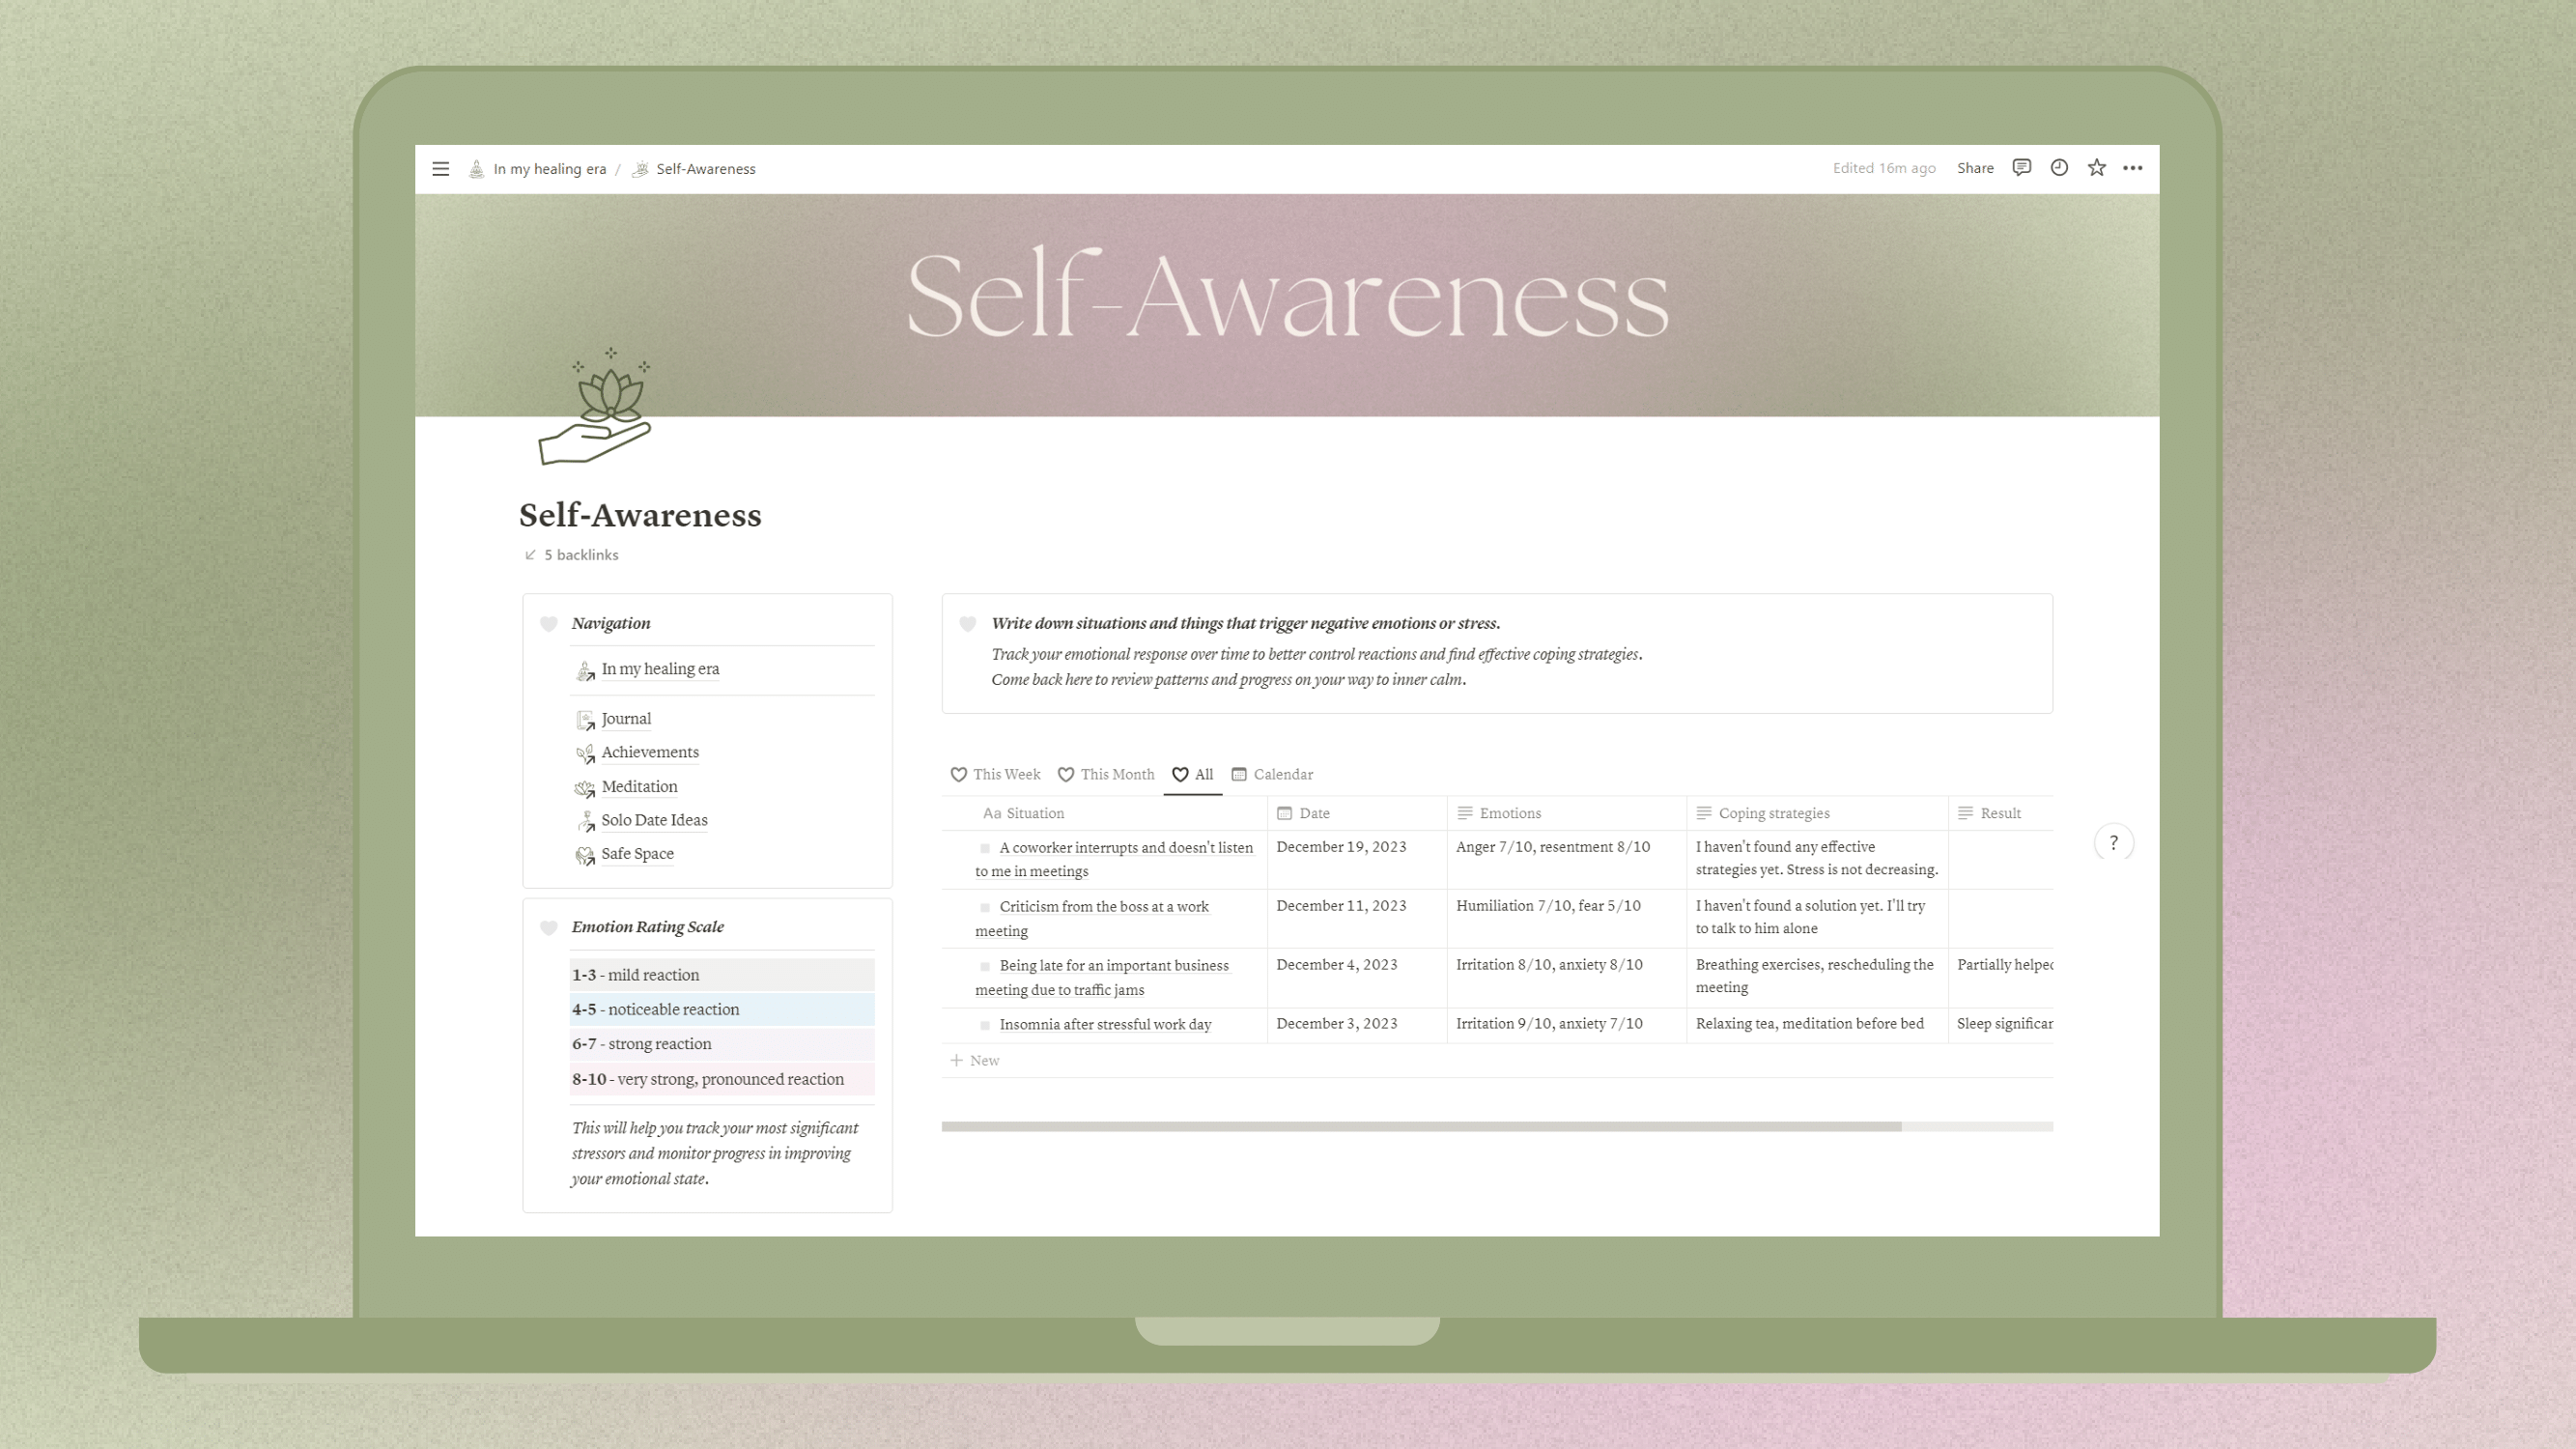 In my healing era / Self-Awareness
Edited 16m ago Share
Self-Awareness
Self-Awareness
5 backlinks
Navigation
In my healing era
Journal
Achievements
Meditation
Solo Date Ideas
Safe Space
Emotion Rating Scale
1-3 - mild reaction
4-5 - noticeable reaction
6-7 - strong reaction
8-10 - very strong, pronounced reaction
This will help you track your most significant
stressors and monitor progress in improving
your emotional state.
Write down situations and things that trigger negative emotions or stress.
Track your emotional response over time to better control reactions and find effective coping strategies.
Come back here to review patterns and progress on your way to inner calm.
This Week This Month All Calendar
Aa Situation Date Emotions Coping strategies Result
A coworker interrupts and doesn't listen
to me in meetings
December 19, 2023
Anger 7/10, resentment 8/10
I haven't found any effective
strategies yet. Stress is not decreasing.
Criticism from the boss at a work
meeting
December 11, 2023
Humiliation 7/10, fear 5/10
I haven't found a solution yet. I'll try
to talk to him alone
Being late for an important business
meeting due to traffic jams
December 4, 2023
Irritation 8/10, anxiety 8/10
Breathing exercises, rescheduling the
meeting
Partially helped
Insomnia after stressful work day
December 3, 2023
Irritation 9/10, anxiety 7/10
Relaxing tea, meditation before bed
Sleep significan
+ New
?